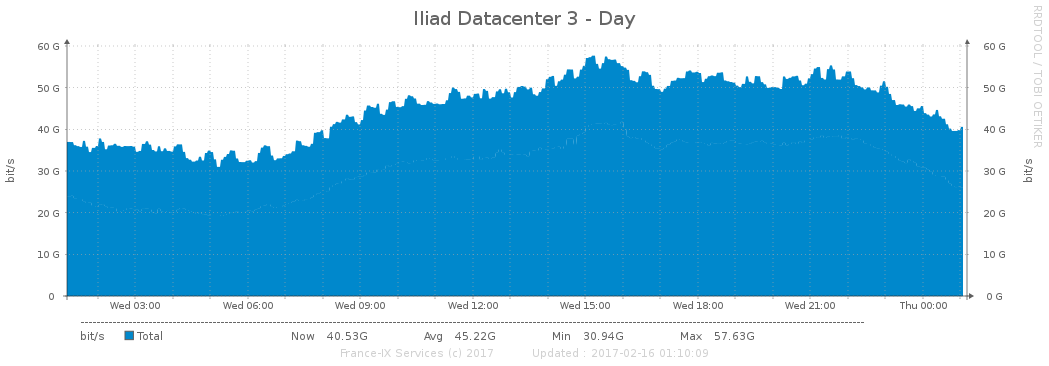 Iliad Datacenter 3 - Day
RRDTOOL / TOBI OETIKER
60 G 60 G
50 G 50 G
40 G 40 G
30 G 30 G
20 G 20 G
10 G 10 G
0 0 G
bit/s bit/s
Wed 03:00 Wed 06:00 Wed 09:00 Wed 12:00 Wed 15:00 Wed 18:00 Wed 21:00 Thu 00:00
bit/s Total Now 40.53G Avg 45.22G Min 30.94G Max 57.63G
France-IX Services (c) 2017 Updated : 2017-02-16 01:10:09